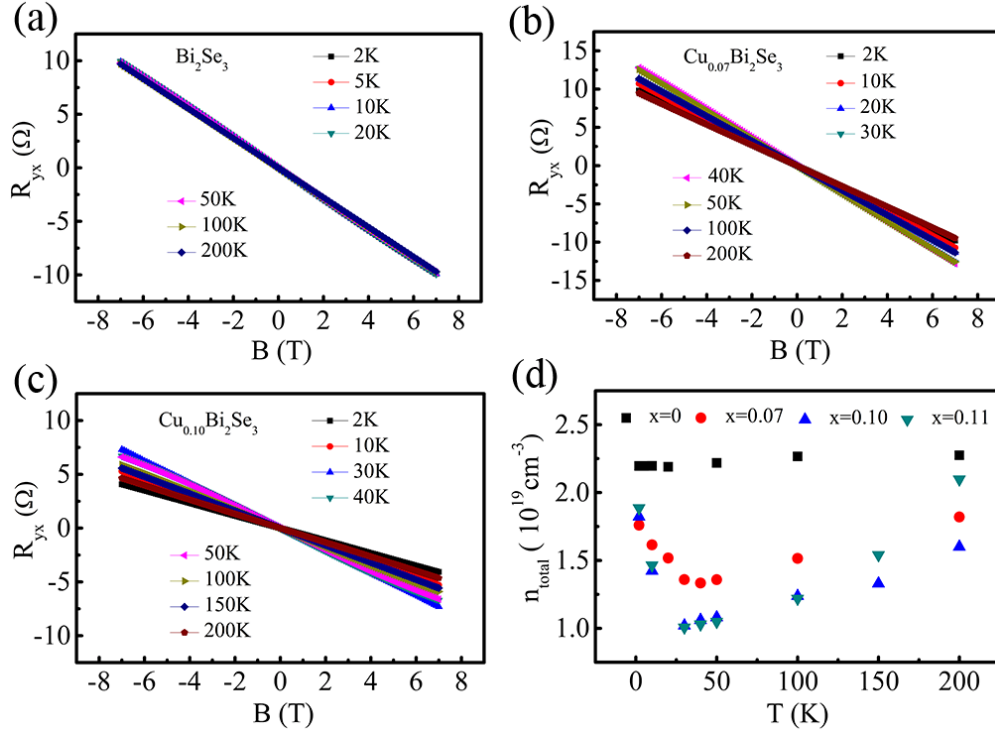 (a)
Bi2Se3
2K
5K
10K
20K
50K
100K
200K
10
5
0
-5
-10
Ryx (Ω)
-8 -6 -4 -2 0 2 4 6 8
B (T)
(b)
Cu0.07Bi2Se3
2K
10K
20K
30K
40K
50K
100K
200K
15
10
5
0
-5
-10
-15
Ryx (Ω)
-8 -6 -4 -2 0 2 4 6 8
B (T)
(c)
Cu0.10Bi2Se3
2K
10K
30K
40K
50K
100K
150K
200K
10
5
0
-5
-10
Ryx (Ω)
-8 -6 -4 -2 0 2 4 6 8
B (T)
(d)
x=0 x=0.07 x=0.10 x=0.11
2.5
2.0
1.5
1.0
ntotal ( 10^19 cm^-3)
0 50 100 150 200
T (K)